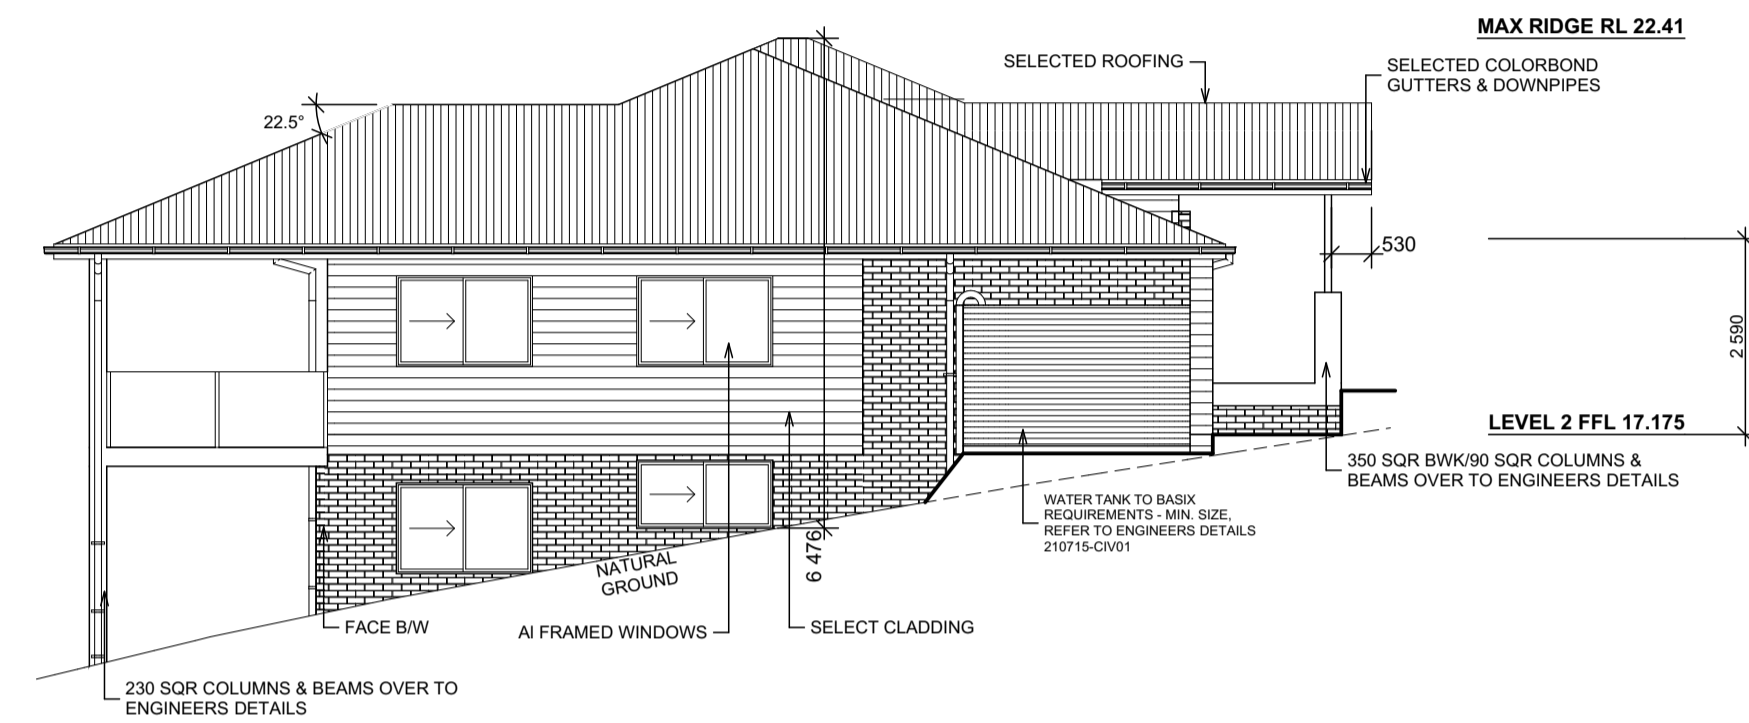 MAX RIDGE RL 22.41
SELECTED ROOFING
SELECTED COLORBOND
GUTTERS & DOWNPIPES
22.5°
530
2 590
LEVEL 2 FFL 17.175
350 SQR BWK/90 SQR COLUMNS &
BEAMS OVER TO ENGINEERS DETAILS
WATER TANK TO BASIX
REQUIREMENTS - MIN. SIZE,
REFER TO ENGINEERS DETAILS
210715-CIV01
6 476
NATURAL
GROUND
FACE B/W
Al FRAMED WINDOWS
SELECT CLADDING
230 SQR COLUMNS & BEAMS OVER TO
ENGINEERS DETAILS